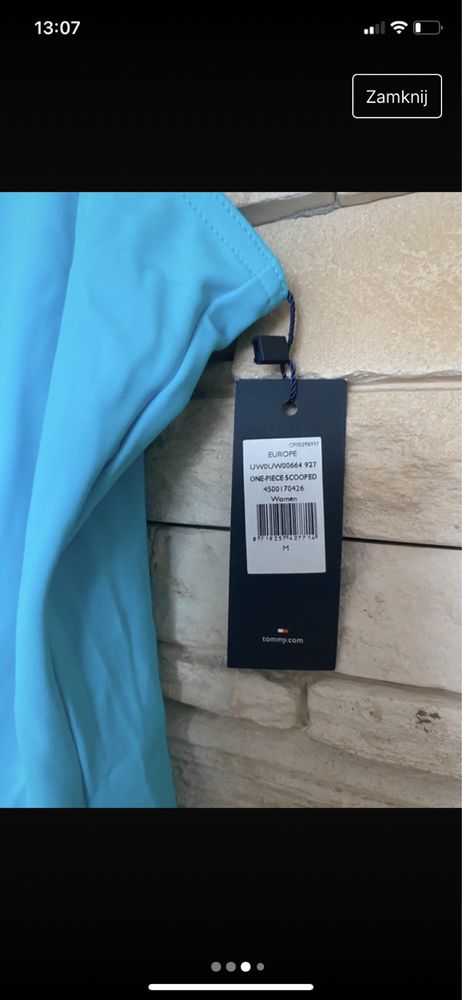 13:07
Zamknij
EUROPE
UW0UW00664 927
ONE-PIECE SCOOPED
4500170426
Women
M
tommy.com